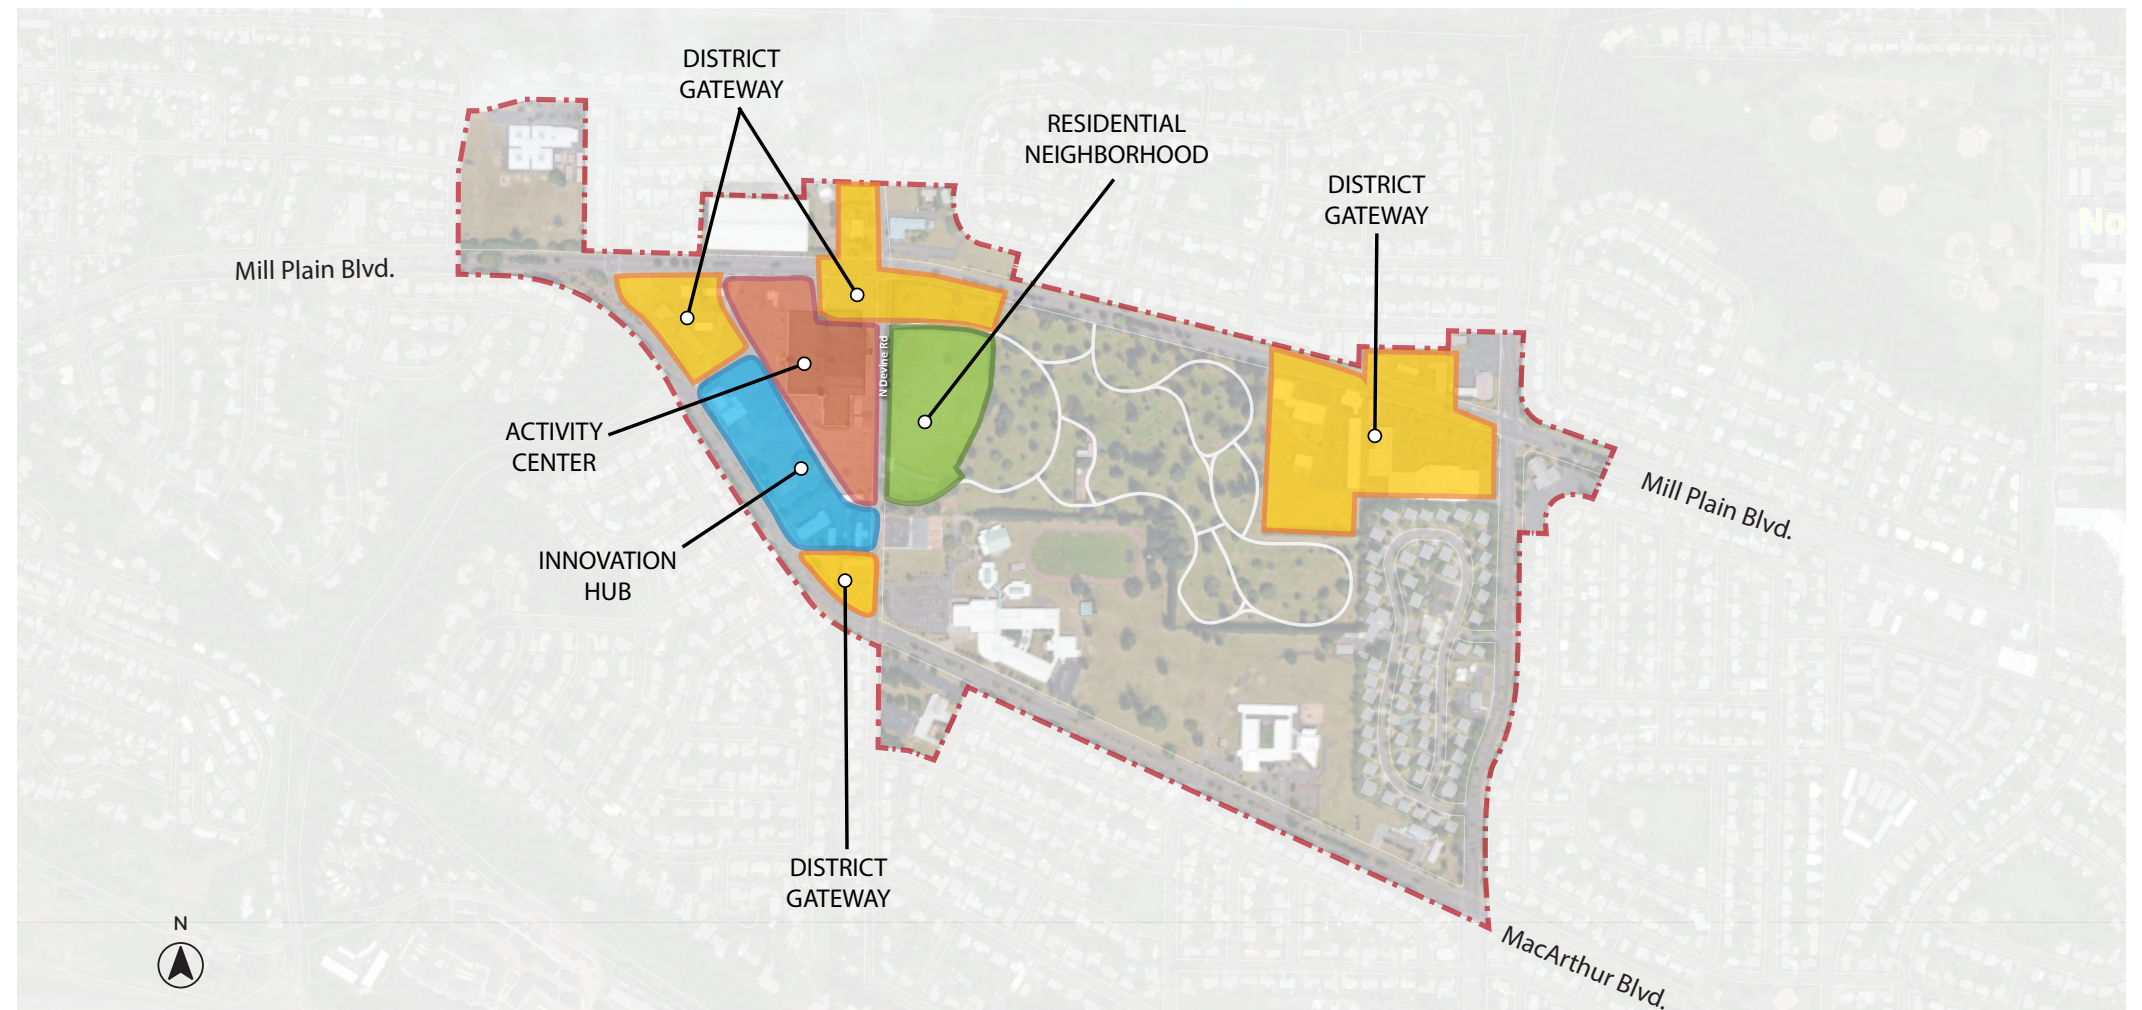 DISTRICT
GATEWAY
RESIDENTIAL
NEIGHBORHOOD
DISTRICT
GATEWAY
No
Mill Plain Blvd.
N Devine Rd
ACTIVITY
CENTER
Mill Plain Blvd.
INNOVATION
HUB
DISTRICT
GATEWAY
N
MacArthur Blvd.